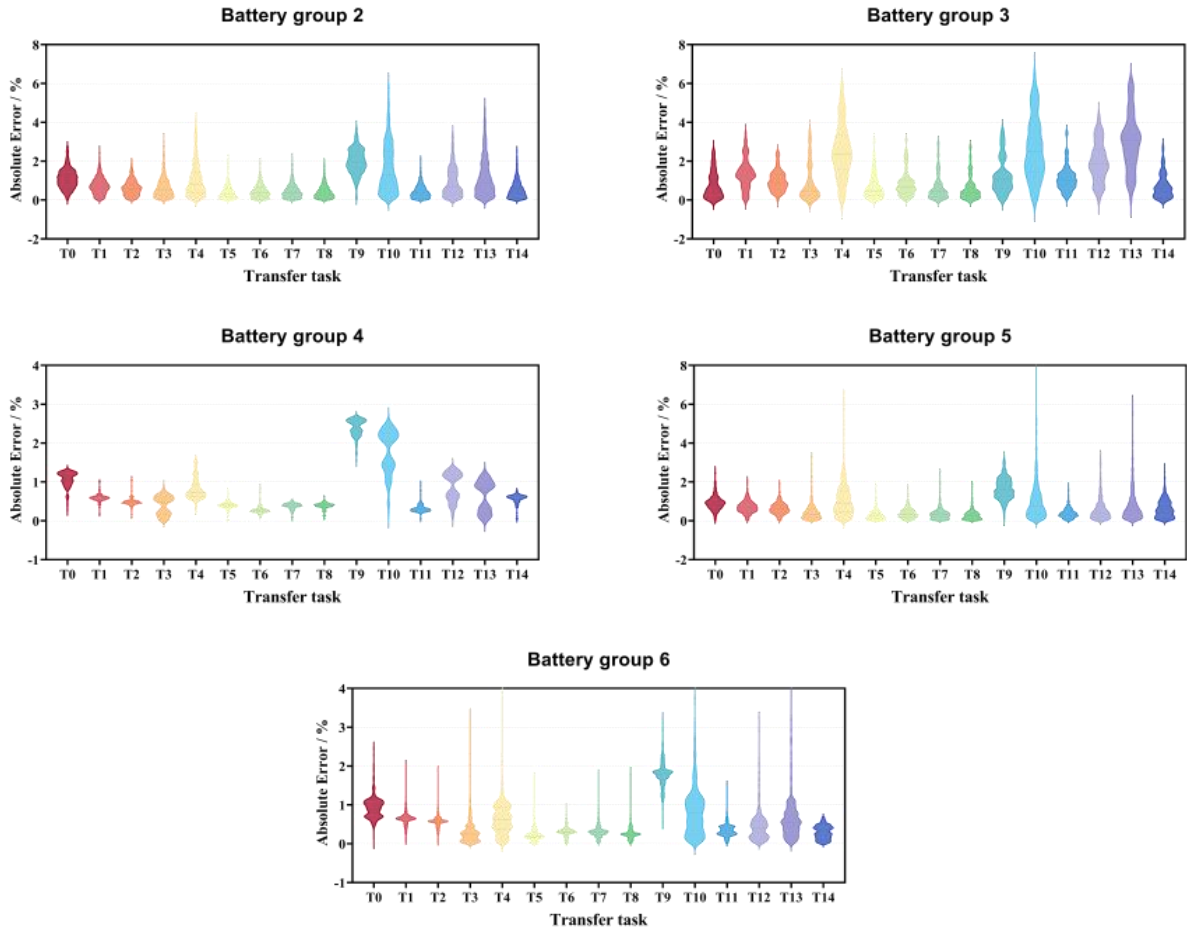 Battery group 2
8
6
4
2
0
-2
Absolute Error / %
T0 T1 T2 T3 T4 T5 T6 T7 T8 T9 T10 T11 T12 T13 T14
Transfer task
Battery group 3
8
6
4
2
0
-2
Absolute Error / %
T0 T1 T2 T3 T4 T5 T6 T7 T8 T9 T10 T11 T12 T13 T14
Transfer task
Battery group 4
4
3
2
1
0
-1
Absolute Error / %
T0 T1 T2 T3 T4 T5 T6 T7 T8 T9 T10 T11 T12 T13 T14
Transfer task
Battery group 5
8
6
4
2
0
-2
Absolute Error / %
T0 T1 T2 T3 T4 T5 T6 T7 T8 T9 T10 T11 T12 T13 T14
Transfer task
Battery group 6
4
3
2
1
0
-1
Absolute Error / %
T0 T1 T2 T3 T4 T5 T6 T7 T8 T9 T10 T11 T12 T13 T14
Transfer task